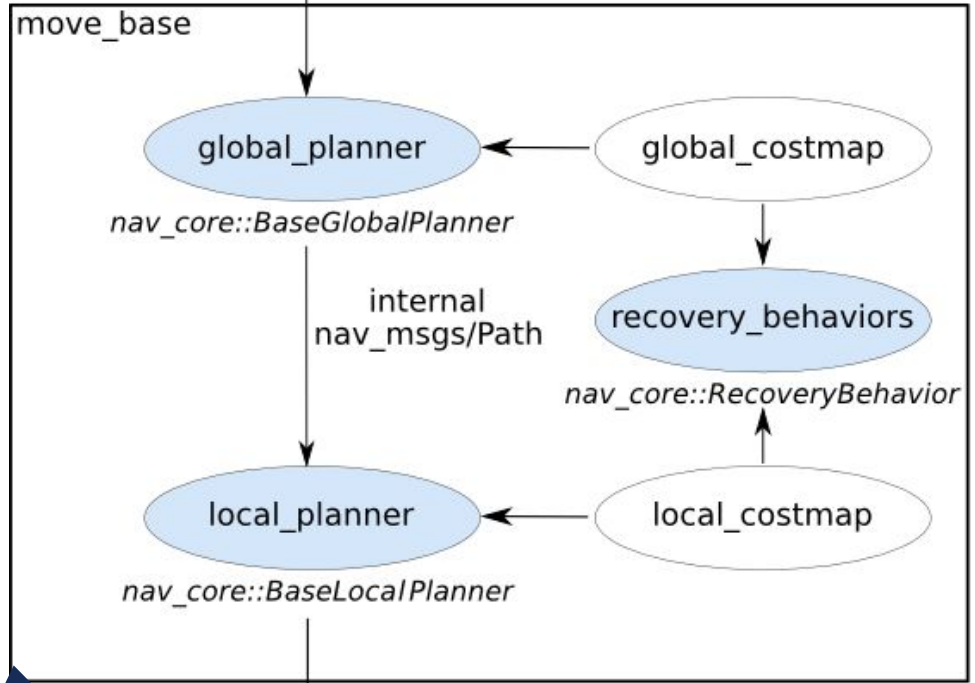 move_base
global_planner
global_costmap
nav_core::BaseGlobalPlanner
internal
nav_msgs/Path
recovery_behaviors
nav_core::RecoveryBehavior
local_planner
local_costmap
nav_core::BaseLocalPlanner